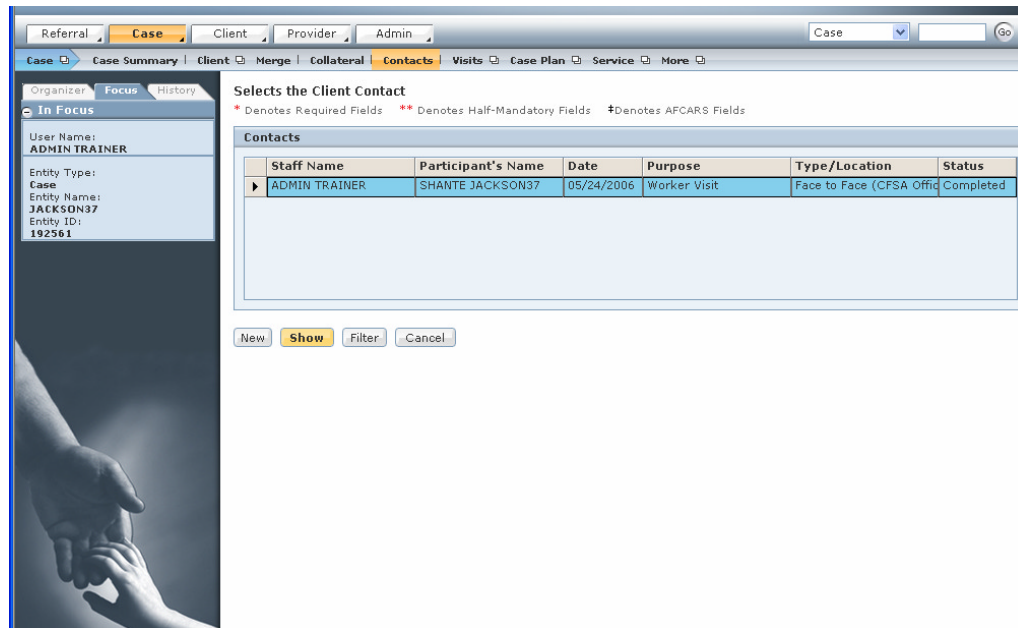 Referral Case Client Provider Admin Case Go
Case Case Summary Client Merge Collateral Contacts Visits Case Plan Service More
Organizer Focus History
In Focus
User Name:
ADMIN TRAINER
Entity Type:
Case
Entity Name:
JACKSON37
Entity ID:
192561
Selects the Client Contact
* Denotes Required Fields ** Denotes Half-Mandatory Fields ‡Denotes AFCARS Fields
Contacts
Staff Name Participant's Name Date Purpose Type/Location Status
ADMIN TRAINER SHANTE JACKSON37 05/24/2006 Worker Visit Face to Face (CFSA Offic Completed
New Show Filter Cancel